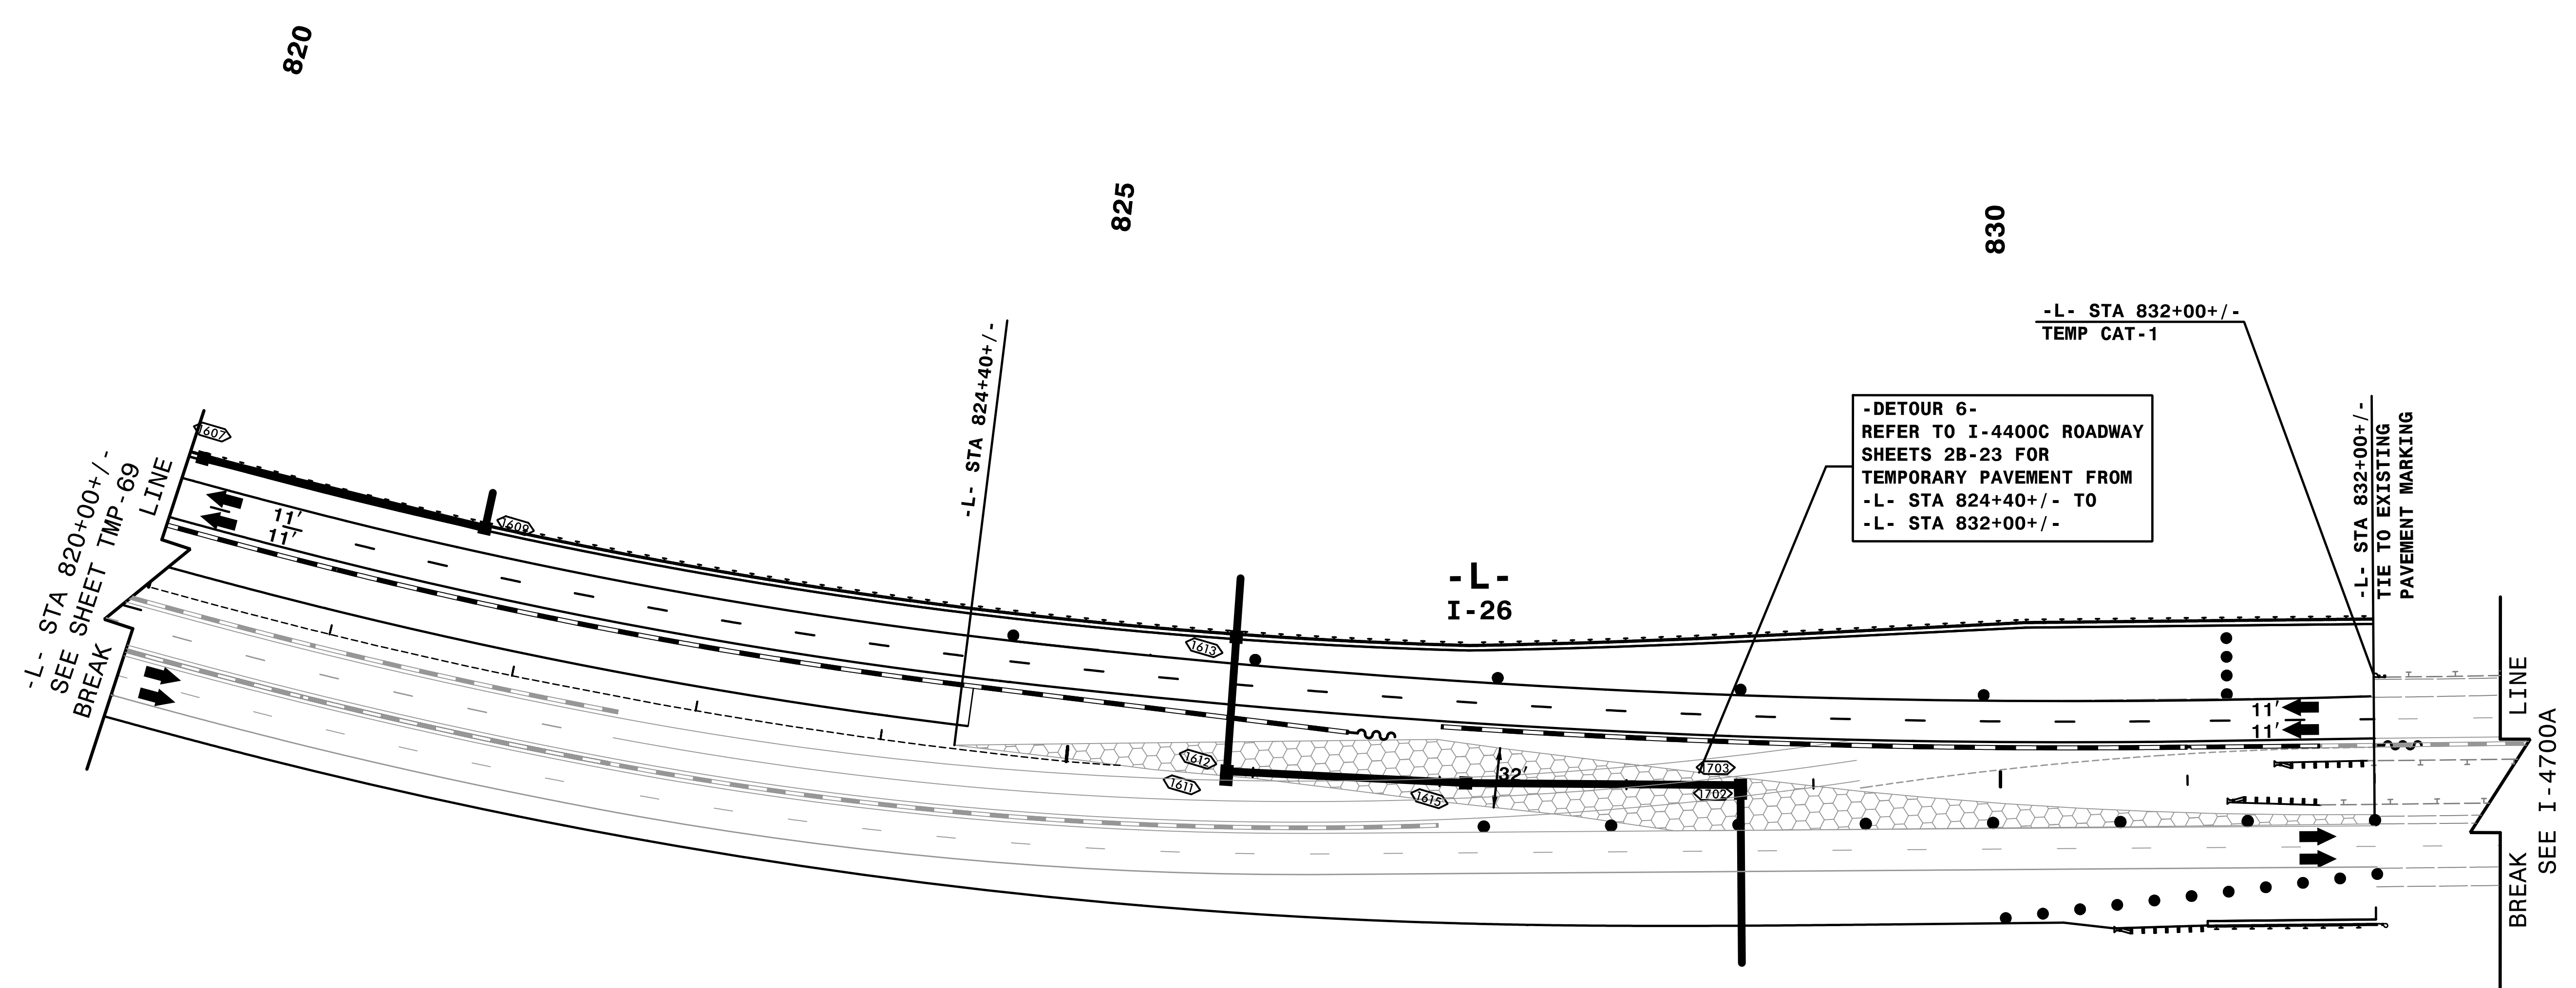 820
825
830
-L- STA 832+00+/-
TEMP CAT-1
-L- STA 824+40+/-
-DETOUR 6-
REFER TO I-4400C ROADWAY
SHEETS 2B-23 FOR
TEMPORARY PAVEMENT FROM
-L- STA 824+40+/- TO
-L- STA 832+00+/-
-L- STA 832+00+/-
TIE TO EXISTING
PAVEMENT MARKING
1607
-L- STA 820+00+/-
SEE SHEET TMP-69
BREAK LINE
11'
11'
1609
-L-
I-26
1613
1612
1611
1615
32'
1703
1702
11'
11'
BREAK LINE
SEE I-4700A